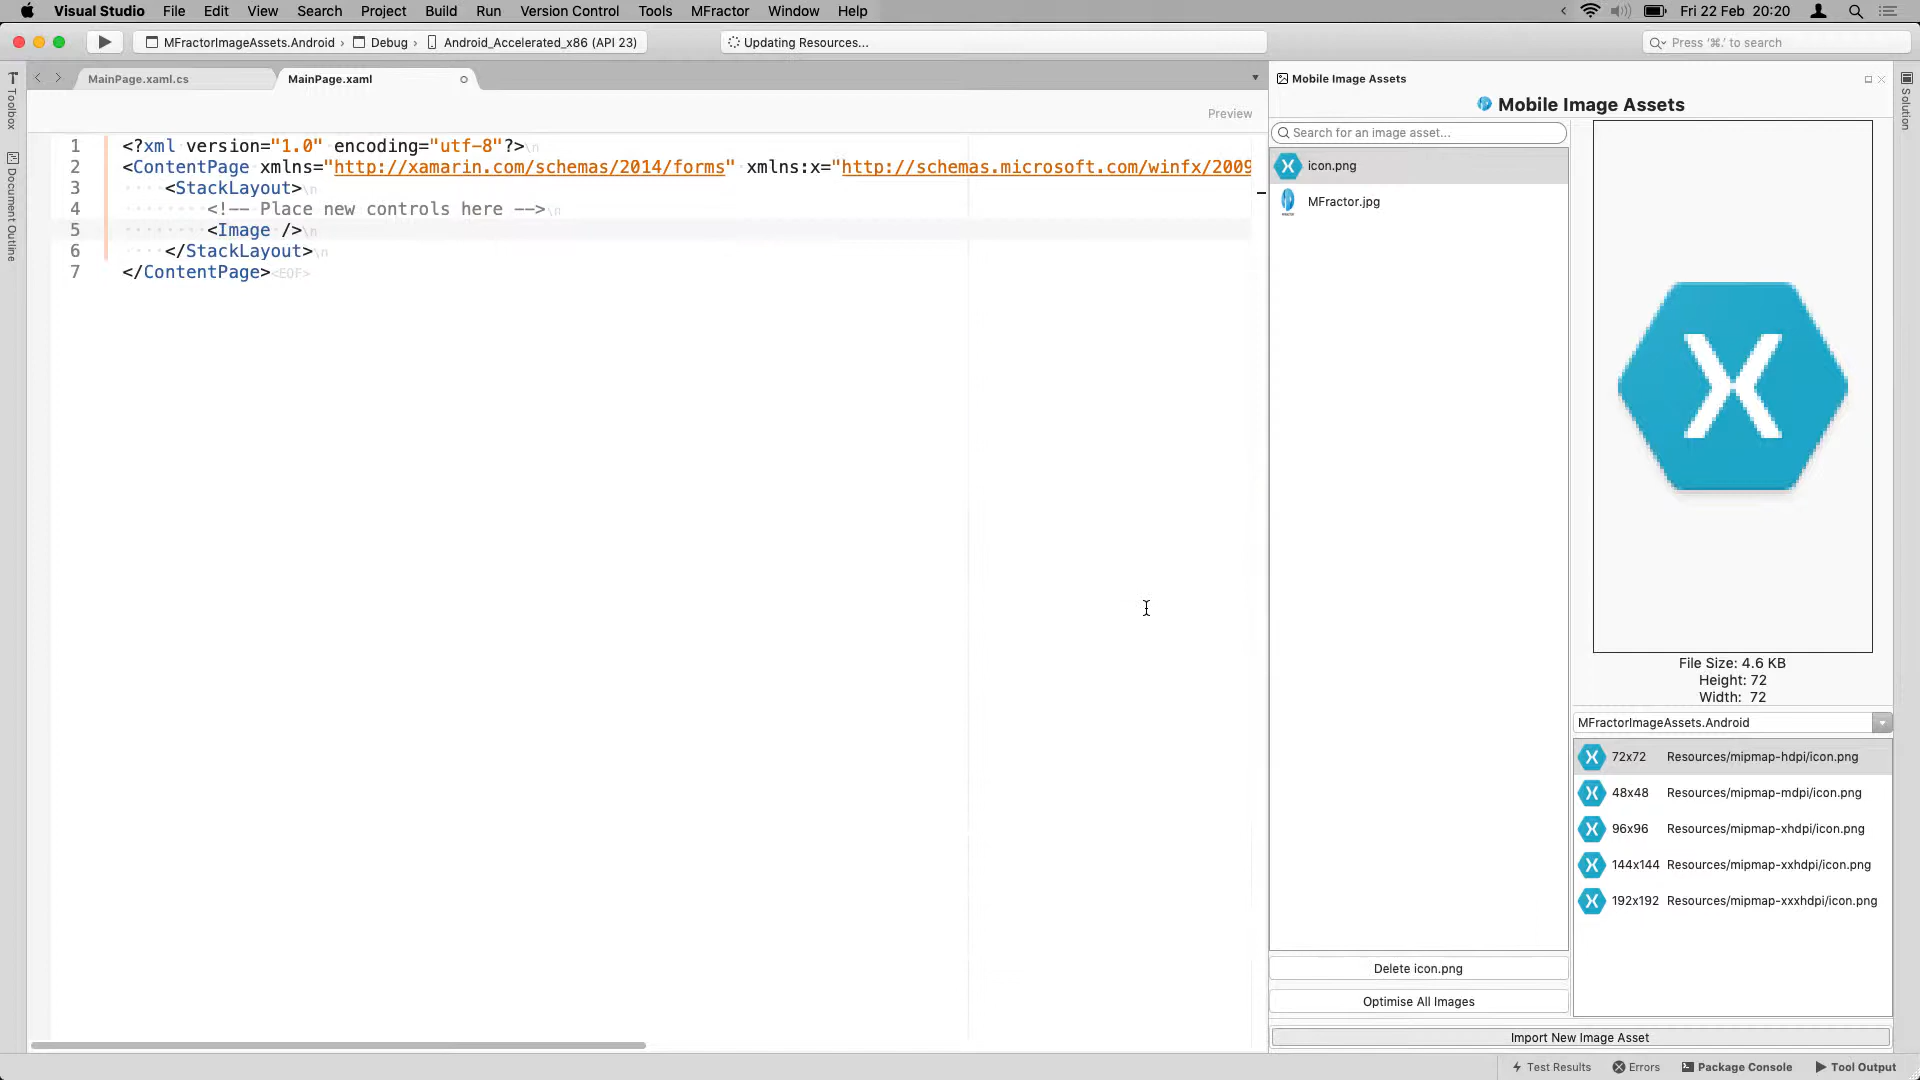 Visual Studio File Edit View Search Project Build Run Version Control Tools MFractor Window Help Fri 22 Feb 20:20
MFractorImageAssets.Android › Debug › Android_Accelerated_x86 (API 23) Updating Resources... Press '⌘.' to search
MainPage.xaml.cs MainPage.xaml
Mobile Image Assets
Toolbox
Document Outline
Solution
Preview
Mobile Image Assets
Search for an image asset...
1 <?xml version="1.0" encoding="utf-8"?>\n
2 <ContentPage xmlns="http://xamarin.com/schemas/2014/forms" xmlns:x="http://schemas.microsoft.com/winfx/2009
3 <StackLayout>\n
4 <!-- Place new controls here -->\n
5 <Image />\n
6 </StackLayout>\n
7 </ContentPage><EOF>
icon.png
MFractor.jpg
File Size: 4.6 KB
Height: 72
Width: 72
MFractorImageAssets.Android
72x72 Resources/mipmap-hdpi/icon.png
48x48 Resources/mipmap-mdpi/icon.png
96x96 Resources/mipmap-xhdpi/icon.png
144x144 Resources/mipmap-xxhdpi/icon.png
192x192 Resources/mipmap-xxxhdpi/icon.png
Delete icon.png
Optimise All Images
Import New Image Asset
Test Results Errors Package Console Tool Output